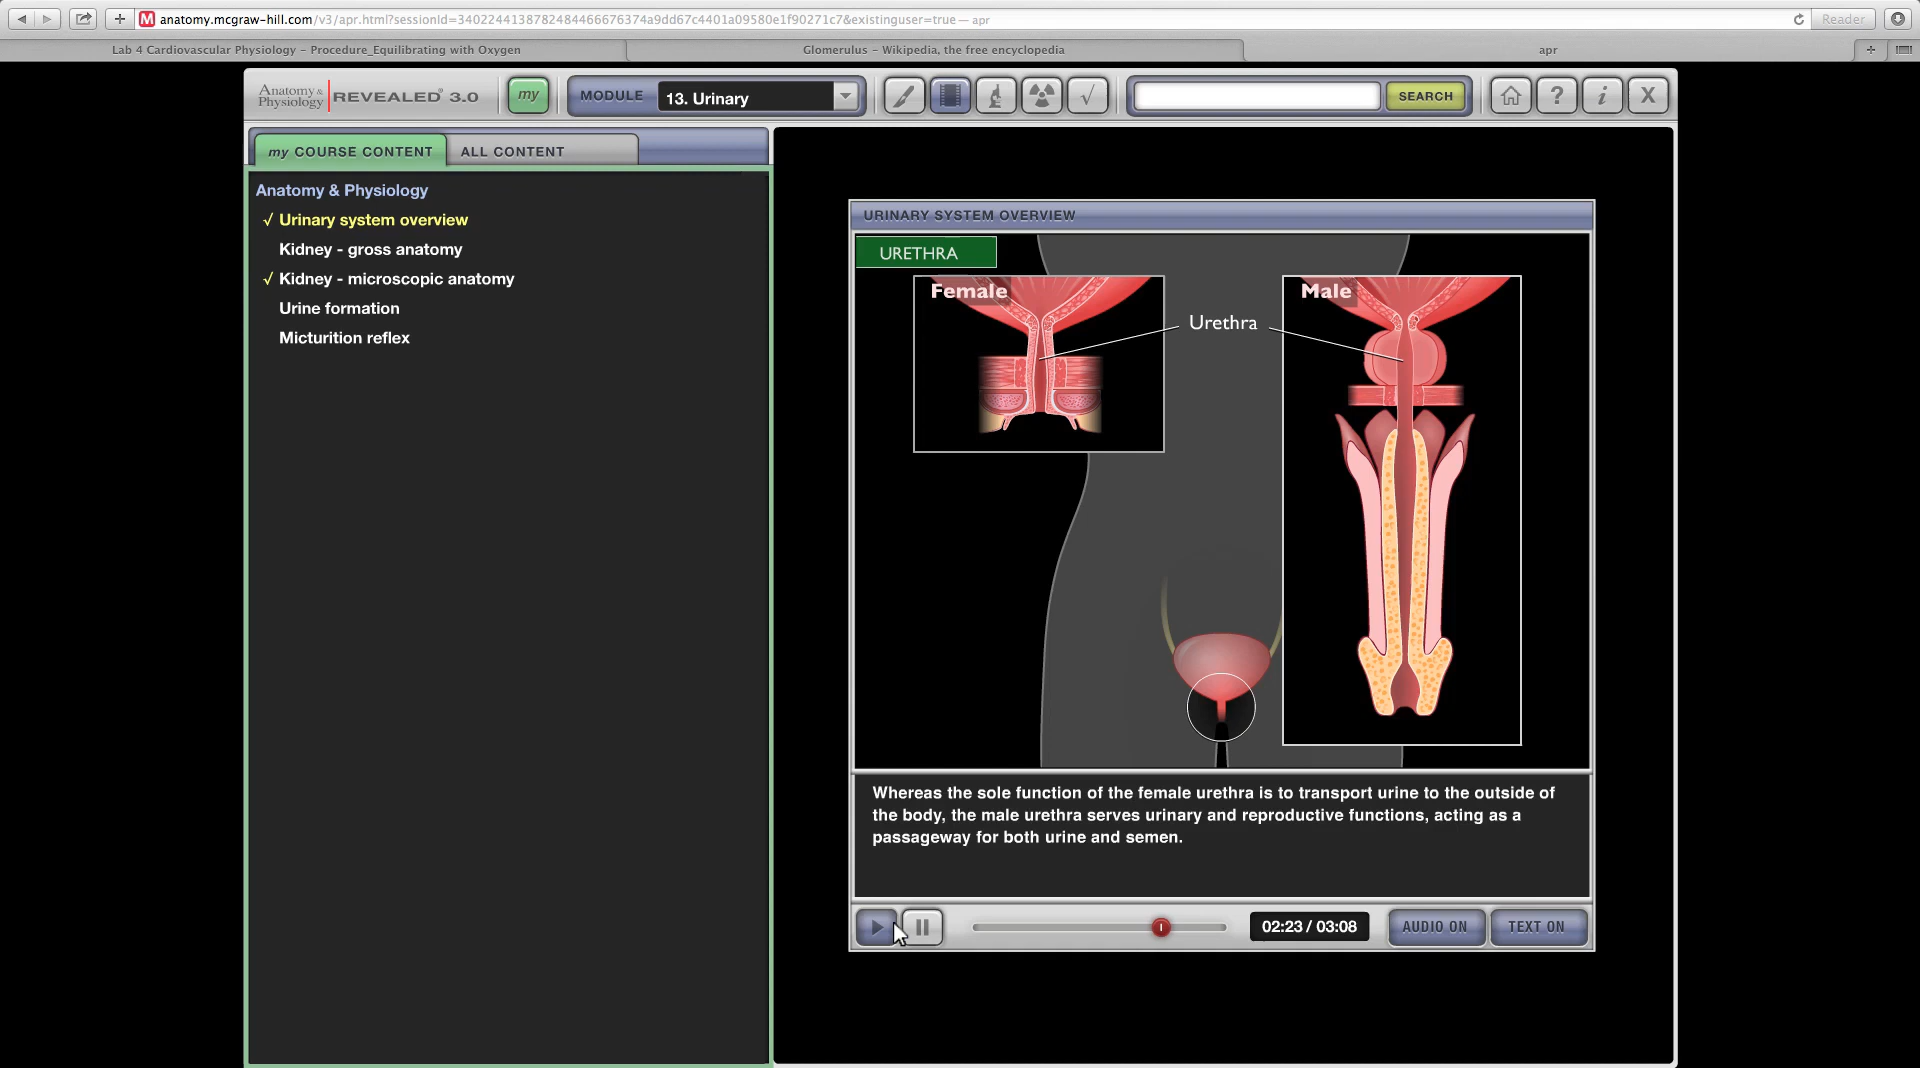 anatomy.mcgraw-hill.com/v3/apr.html?sessionId=3402244138782484466676374a9dd67c4401a09580e1f90271c7&existinguser=true — apr
Reader
Lab 4 Cardiovascular Physiology – Procedure_Equilibrating with Oxygen
Glomerulus – Wikipedia, the free encyclopedia
apr
Anatomy & Physiology REVEALED® 3.0
my
MODULE
13. Urinary
SEARCH
my COURSE CONTENT
ALL CONTENT
Anatomy & Physiology
√ Urinary system overview
Kidney - gross anatomy
√ Kidney - microscopic anatomy
Urine formation
Micturition reflex
URINARY SYSTEM OVERVIEW
URETHRA
Female
Male
Urethra
Whereas the sole function of the female urethra is to transport urine to the outside of
the body, the male urethra serves urinary and reproductive functions, acting as a
passageway for both urine and semen.
02:23 / 03:08
AUDIO ON
TEXT ON